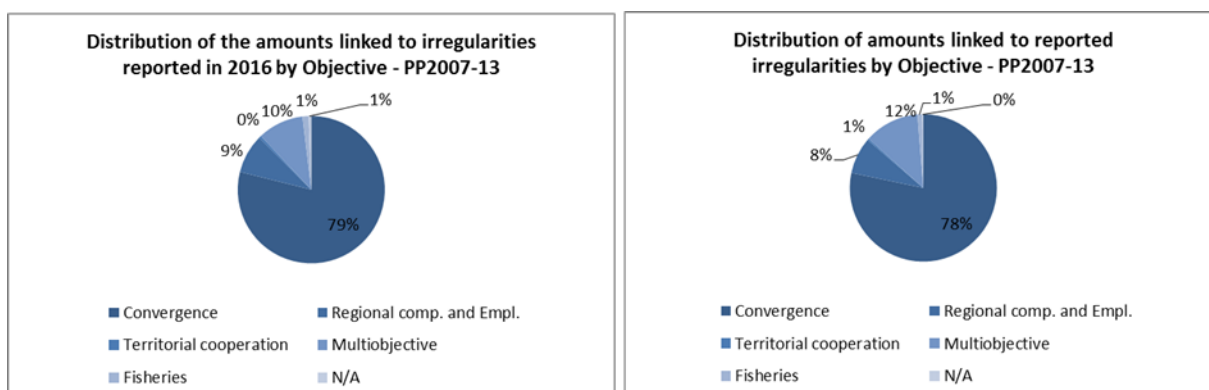 Distribution of the amounts linked to irregularities
reported in 2016 by Objective - PP2007-13
0% 10% 1% 1%
9%
79%
Convergence Regional comp. and Empl.
Territorial cooperation Multiobjective
Fisheries N/A
Distribution of amounts linked to reported
irregularities by Objective - PP2007-13
1% 12% 1% 0%
8%
78%
Convergence Regional comp. and Empl.
Territorial cooperation Multiobjective
Fisheries N/A